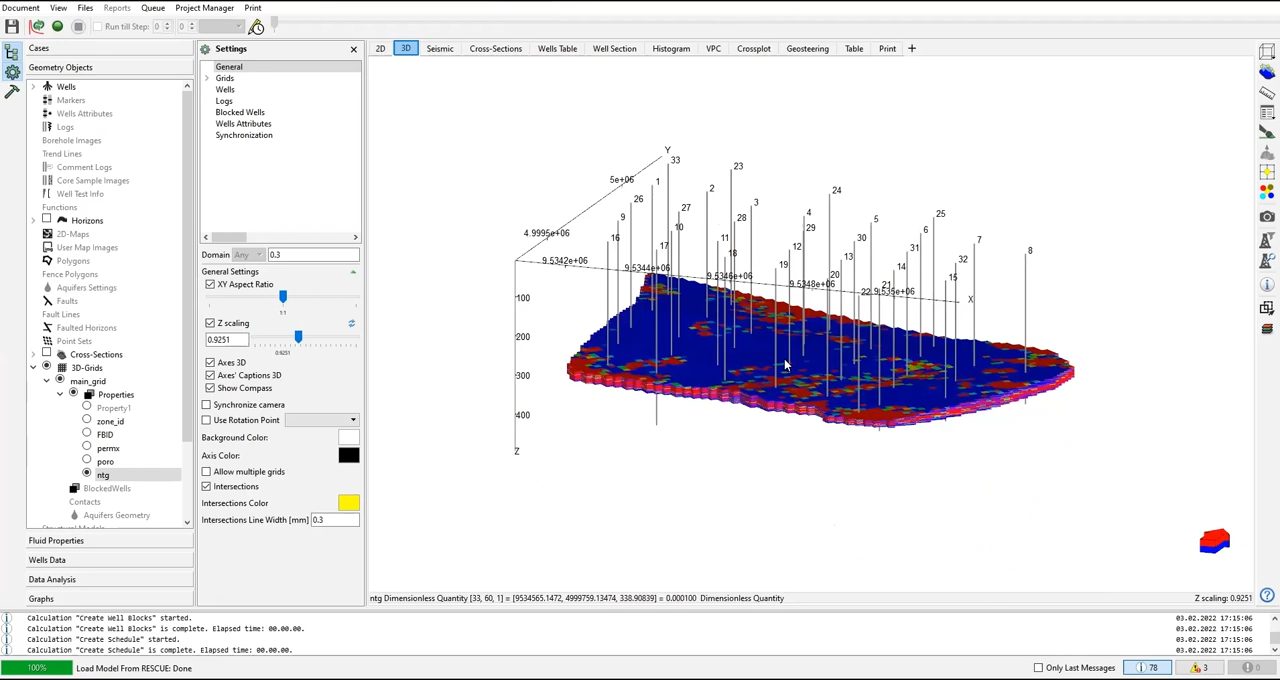 Document View Files Reports Queue Project Manager Print
Run till Step: 0 0
Cases
Geometry Objects
Wells
Markers
Wells Attributes
Logs
Borehole Images
Trend Lines
Comment Logs
Core Sample Images
Well Test Info
Functions
Horizons
2D-Maps
User Map Images
Polygons
Fence Polygons
Aquifers Settings
Faults
Fault Lines
Faulted Horizons
Point Sets
Cross-Sections
3D-Grids
main_grid
Properties
Property1
zone_id
FBID
permx
poro
ntg
BlockedWells
Contacts
Aquifers Geometry
Fluid Properties
Wells Data
Data Analysis
Graphs
Settings
General
Grids
Wells
Logs
Blocked Wells
Wells Attributes
Synchronization
Domain Any 0.3
General Settings
XY Aspect Ratio
1:1
Z scaling
0.9251
0.9251
Axes 3D
Axes' Captions 3D
Show Compass
Synchronize camera
Use Rotation Point
Background Color:
Axis Color:
Allow multiple grids
Intersections
Intersections Color
Intersections Line Width [mm] 0.3
2D 3D Seismic Cross-Sections Wells Table Well Section Histogram VPC Crossplot Geosteering Table Print +
Y
33
23
5e+06
1
2
24
26
3
27
25
9
28
4
5
10
29
6
16
11
30
7
17
12
31
8
18
13
32
19
14
20
15
21
22
4.9995e+06
9.5342e+06
9.5344e+06
9.5346e+06
9.5348e+06
9.535e+06
X
100
200
300
400
Z
ntg Dimensionless Quantity [33, 60, 1] = [9534565.1472, 4999759.13474, 338.90839] = 0.000100 Dimensionless Quantity
Z scaling: 0.9251
Calculation "Create Well Blocks" started. 03.02.2022 17:15:06
Calculation "Create Well Blocks" is complete. Elapsed time: 00.00.00. 03.02.2022 17:15:06
Calculation "Create Schedule" started. 03.02.2022 17:15:06
Calculation "Create Schedule" is complete. Elapsed time: 00.00.00. 03.02.2022 17:15:06
100% Load Model From RESCUE: Done
Only Last Messages 78 3 0